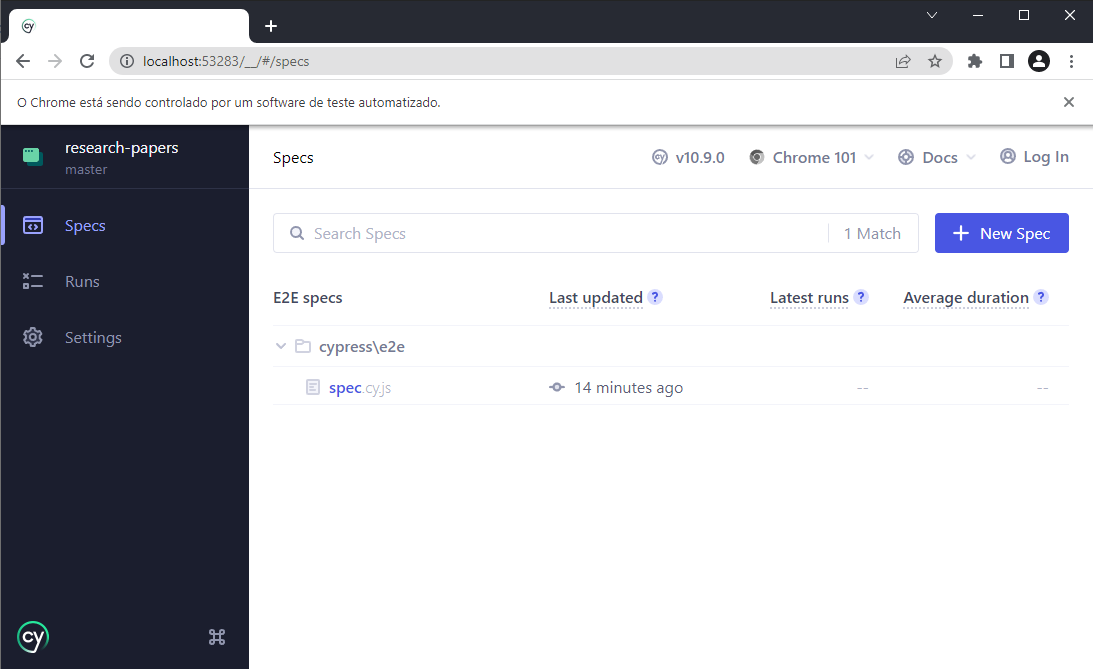 cy
localhost:53283/__/#/specs
O Chrome está sendo controlado por um software de teste automatizado.
research-papers
master
Specs
Runs
Settings
cy
Specs
v10.9.0
Chrome 101
Docs
Log In
Search Specs
1 Match
New Spec
E2E specs
Last updated ?
Latest runs ?
Average duration ?
cypress\e2e
spec.cy.js
14 minutes ago
--
--